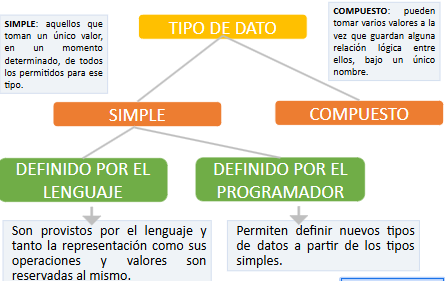 SIMPLE: aquellos que
toman un único valor,
en un momento
determinado, de todos
los permitidos para ese
tipo.
TIPO DE DATO
COMPUESTO: pueden
tomar varios valores a la
vez que guardan alguna
relación lógica entre
ellos, bajo un único
nombre.
SIMPLE
COMPUESTO
DEFINIDO POR EL
LENGUAJE
DEFINIDO POR EL
PROGRAMADOR
Son provistos por el lenguaje y
tanto la representación como sus
operaciones y valores son
reservadas al mismo.
Permiten definir nuevos tipos
de datos a partir de los tipos
simples.